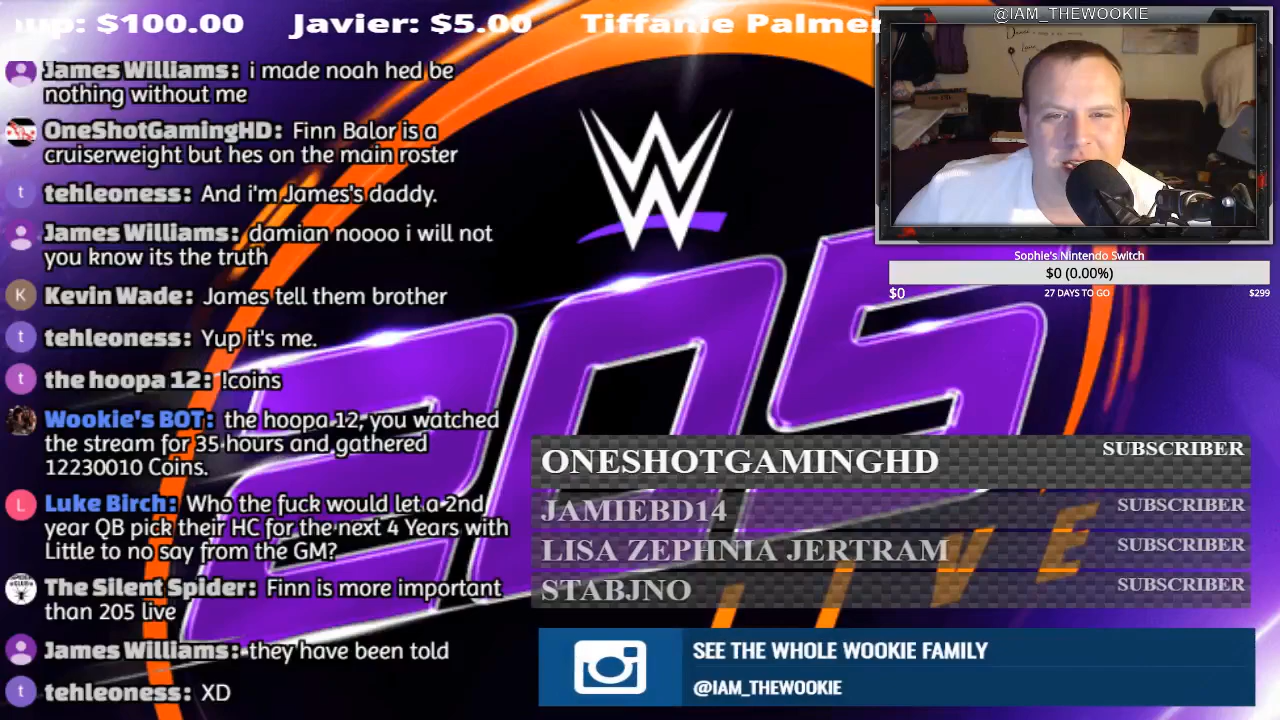 up: $100.00 Javier: $5.00 Tiffanie Palmer
@IAM_THEWOOKIE
James Williams: i made noah hed be
nothing without me
OneShotGamingHD: Finn Balor is a
cruiserweight but hes on the main roster
t tehleoness: And i'm James's daddy.
James Williams: damian noooo i will not
you know its the truth
K Kevin Wade: James tell them brother
t tehleoness: Yup it's me.
t the hoopa 12: !coins
Wookie's BOT: the hoopa 12, you watched
the stream for 35 hours and gathered
12230010 Coins.
L Luke Birch: Who the fuck would let a 2nd
year QB pick their HC for the next 4 Years with
Little to no say from the GM?
The Silent Spider: Finn is more important
than 205 live
James Williams: they have been told
t tehleoness: XD
W
205
LIVE
Sophie's Nintendo Switch
$0 (0.00%)
$0 27 DAYS TO GO $299
ONESHOTGAMINGHD SUBSCRIBER
JAMIEBD14 SUBSCRIBER
LISA ZEPHNIA JERTRAM SUBSCRIBER
STABJNO SUBSCRIBER
SEE THE WHOLE WOOKIE FAMILY
@IAM_THEWOOKIE